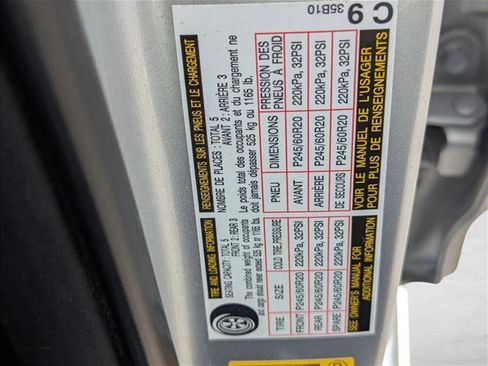 TIRE AND LOADING INFORMATION
SEATING CAPACITY: TOTAL 5
FRONT 2: REAR 3
The combined weight of occupants
and cargo should never exceed 525 kg or 1165 lbs.
TIRE SIZE COLD TIRE PRESSURE
FRONT P245/60R20 220kPa, 32PSI
REAR P245/60R20 220kPa, 32PSI
SPARE P245/60R20 220kPa, 32PSI
SEE OWNER'S MANUAL FOR
ADDITIONAL INFORMATION
RENSEIGNEMENTS SUR LES PNEUS ET LE CHARGEMENT
NOMBRE DE PLACES: TOTAL 5
AVANT 2: ARRIÈRE 3
Le poids total des occupants et du chargement ne
doit jamais dépasser 525 kg ou 1165 lb.
PNEU DIMENSIONS PRESSION DES
PNEUS À FROID
AVANT P245/60R20 220kPa, 32PSI
ARRIÈRE P245/60R20 220kPa, 32PSI
DE SECOURS P245/60R20 220kPa, 32PSI
VOIR LE MANUEL DE L'USAGER
POUR PLUS DE RENSEIGNEMENTS
35B10
C 9